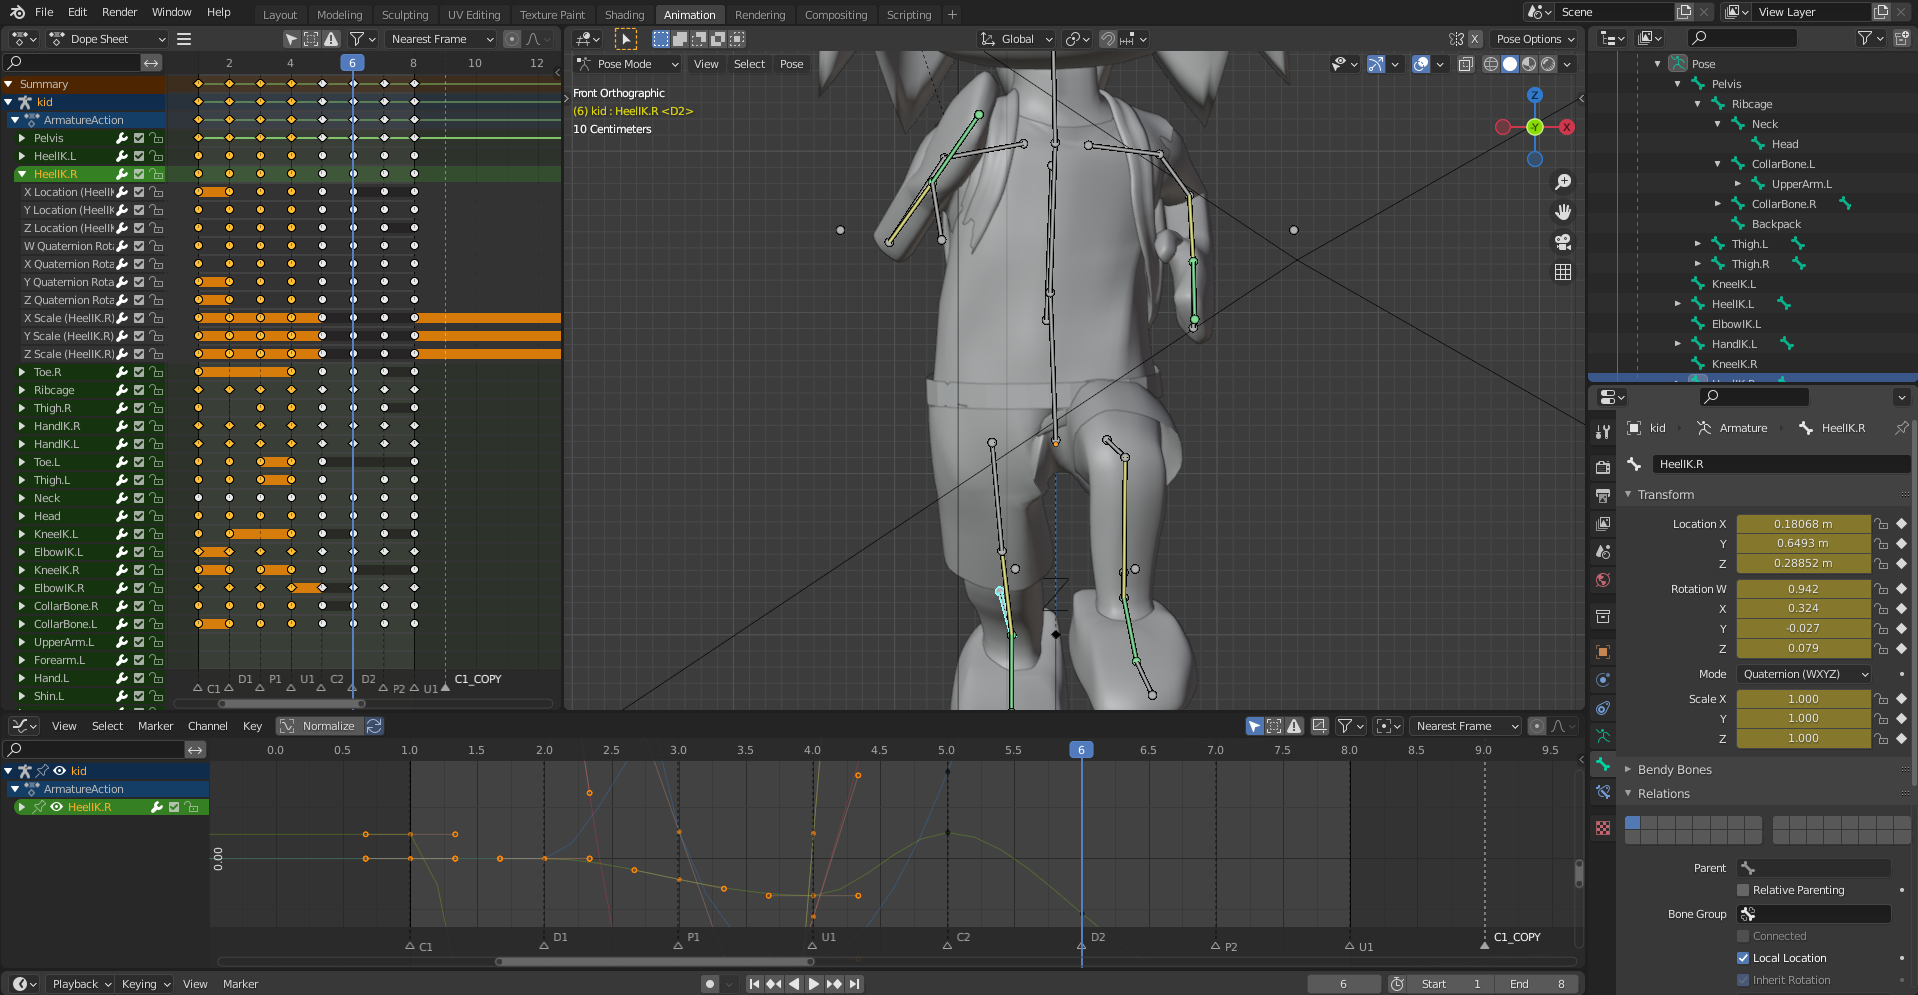 File Edit Render Window Help Layout Modeling Sculpting UV Editing Texture Paint Shading Animation Rendering Compositing Scripting + Scene View Layer
Dope Sheet Nearest Frame Global X Pose Options
2 4 6 8 10 12
Pose Mode View Select Pose
Summary
kid
ArmatureAction
Pelvis
HeelIK.L
HeelIK.R
X Location (HeelIK
Y Location (HeelIK
Z Location (HeelIK
W Quaternion Rot
X Quaternion Rota
Y Quaternion Rota
Z Quaternion Rota
X Scale (HeelIK.R)
Y Scale (HeelIK.R)
Z Scale (HeelIK.R)
Toe.R
Ribcage
Thigh.R
HandIK.R
HandIK.L
Toe.L
Thigh.L
Neck
Head
KneeIK.L
ElbowIK.L
KneeIK.R
ElbowIK.R
CollarBone.R
CollarBone.L
UpperArm.L
Forearm.L
Hand.L
Shin.L
C1 D1 P1 U1 C2 D2 P2 U1 C1_COPY
Front Orthographic
(6) kid : HeelIK.R <D2>
10 Centimeters
Z
Y
X
Pose
Pelvis
Ribcage
Neck
Head
CollarBone.L
UpperArm.L
CollarBone.R
Backpack
Thigh.L
Thigh.R
KneeIK.L
HeelIK.L
ElbowIK.L
HandIK.L
KneeIK.R
HeelIK.R
kid Armature HeelIK.R
HeelIK.R
Transform
Location X 0.18068 m
Y 0.6493 m
Z 0.28852 m
Rotation W 0.942
X 0.324
Y -0.027
Z 0.079
Mode Quaternion (WXYZ)
Scale X 1.000
Y 1.000
Z 1.000
Bendy Bones
Relations
Parent
Relative Parenting
Bone Group
Connected
Local Location
Inherit Rotation
View Select Marker Channel Key Normalize Nearest Frame
0.0 0.5 1.0 1.5 2.0 2.5 3.0 3.5 4.0 4.5 5.0 5.5 6 6.5 7.0 7.5 8.0 8.5 9.0 9.5
kid
ArmatureAction
HeelIK.R
0.00
C1 D1 P1 U1 C2 D2 P2 U1 C1_COPY
Playback Keying View Marker 6 Start 1 End 8